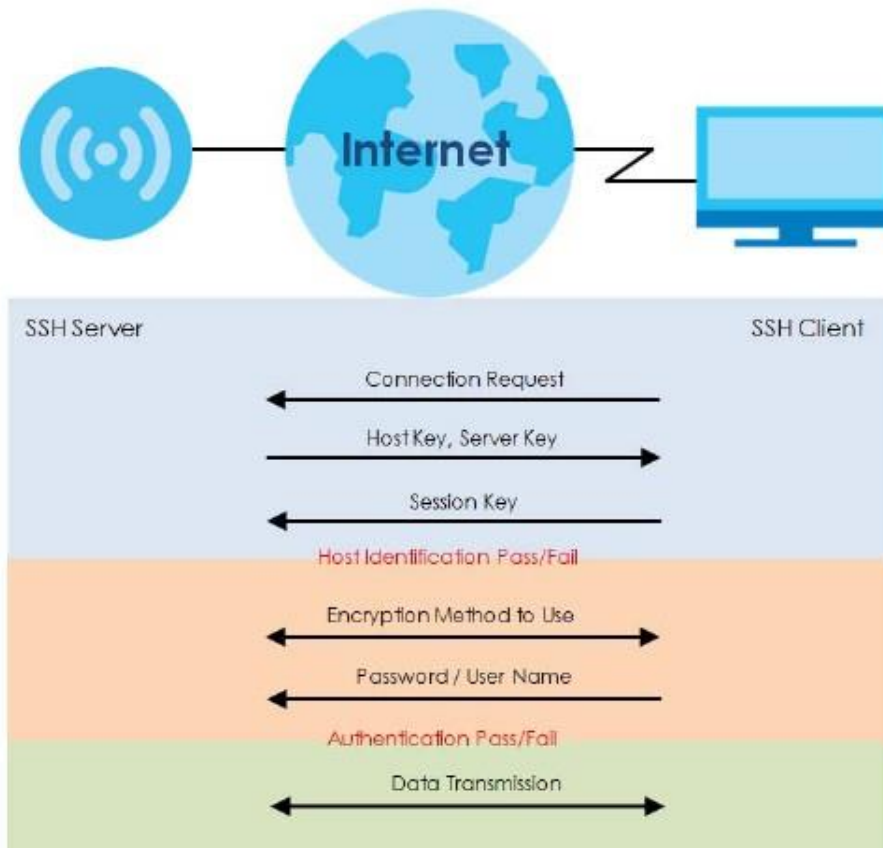 Internet
SSH Server
SSH Client
Connection Request
Host Key, Server Key
Session Key
Host Identification Pass/Fail
Encryption Method to Use
Password / User Name
Authentication Pass/Fail
Data Transmission